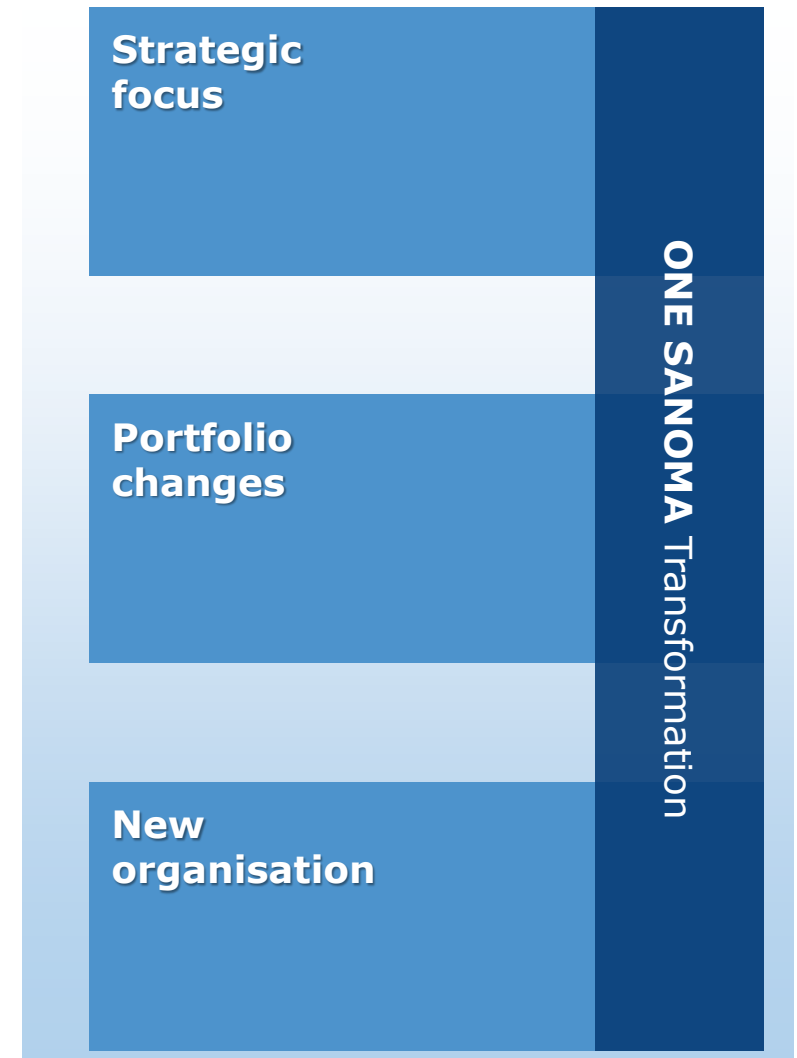 Strategic
focus
Portfolio
changes
New
organisation
ONE SANOMA Transformation